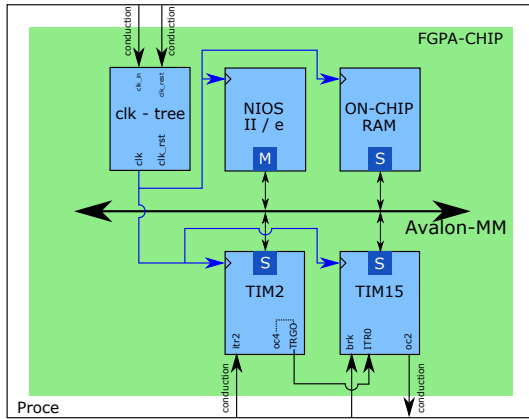 conduction
conduction
FGPA-CHIP
clk_in
clk_rest
clk - tree
clk
clk_rst
NIOS
II / e
M
ON-CHIP
RAM
S
Avalon-MM
S
TIM2
itr2
oc4
TRGO
S
TIM15
brk
ITR0
oc2
conduction
conduction
conduction
Proce